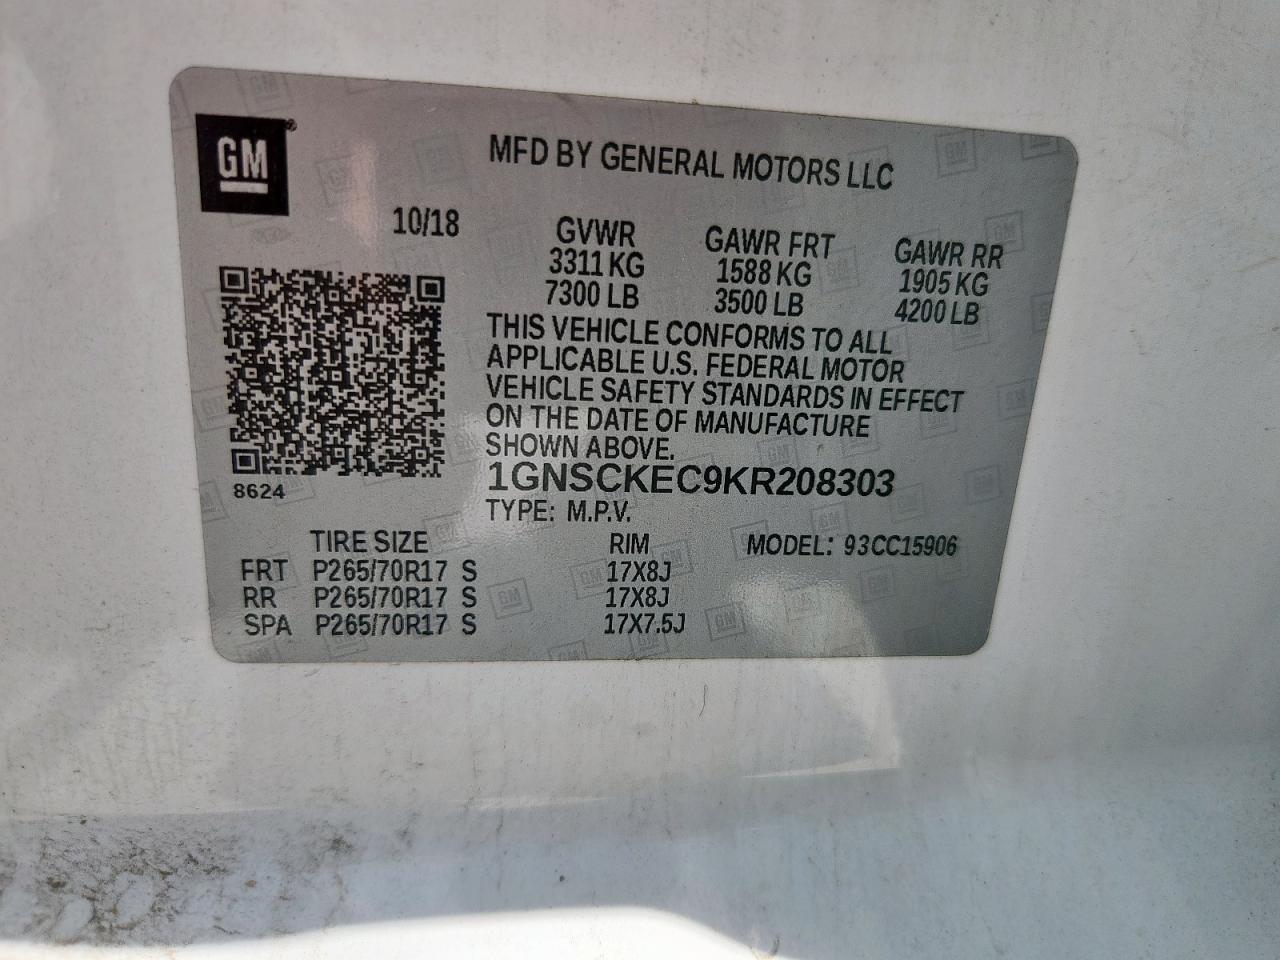 GM
MFD BY GENERAL MOTORS LLC
10/18
GVWR GAWR FRT GAWR RR
3311 KG 1588 KG 1905 KG
7300 LB 3500 LB 4200 LB
THIS VEHICLE CONFORMS TO ALL
APPLICABLE U.S. FEDERAL MOTOR
VEHICLE SAFETY STANDARDS IN EFFECT
ON THE DATE OF MANUFACTURE
SHOWN ABOVE.
8624
1GNSCKEC9KR208303
TYPE: M.P.V.
TIRE SIZE RIM MODEL: 93CC15906
FRT P265/70R17 S 17X8J
RR P265/70R17 S 17X8J
SPA P265/70R17 S 17X7.5J